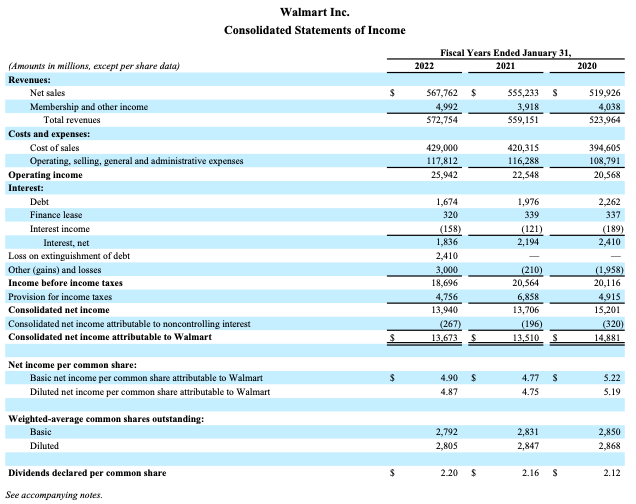 Walmart Inc.
Consolidated Statements of Income
Fiscal Years Ended January 31,
(Amounts in millions, except per share data) 2022 2021 2020
Revenues:
Net sales $ 567,762 $ 555,233 $ 519,926
Membership and other income 4,992 3,918 4,038
Total revenues 572,754 559,151 523,964
Costs and expenses:
Cost of sales 429,000 420,315 394,605
Operating, selling, general and administrative expenses 117,812 116,288 108,791
Operating income 25,942 22,548 20,568
Interest:
Debt 1,674 1,976 2,262
Finance lease 320 339 337
Interest income (158) (121) (189)
Interest, net 1,836 2,194 2,410
Loss on extinguishment of debt 2,410 — —
Other (gains) and losses 3,000 (210) (1,958)
Income before income taxes 18,696 20,564 20,116
Provision for income taxes 4,756 6,858 4,915
Consolidated net income 13,940 13,706 15,201
Consolidated net income attributable to noncontrolling interest (267) (196) (320)
Consolidated net income attributable to Walmart $ 13,673 $ 13,510 $ 14,881
Net income per common share:
Basic net income per common share attributable to Walmart $ 4.90 $ 4.77 $ 5.22
Diluted net income per common share attributable to Walmart 4.87 4.75 5.19
Weighted-average common shares outstanding:
Basic 2,792 2,831 2,850
Diluted 2,805 2,847 2,868
Dividends declared per common share $ 2.20 $ 2.16 $ 2.12
See accompanying notes.